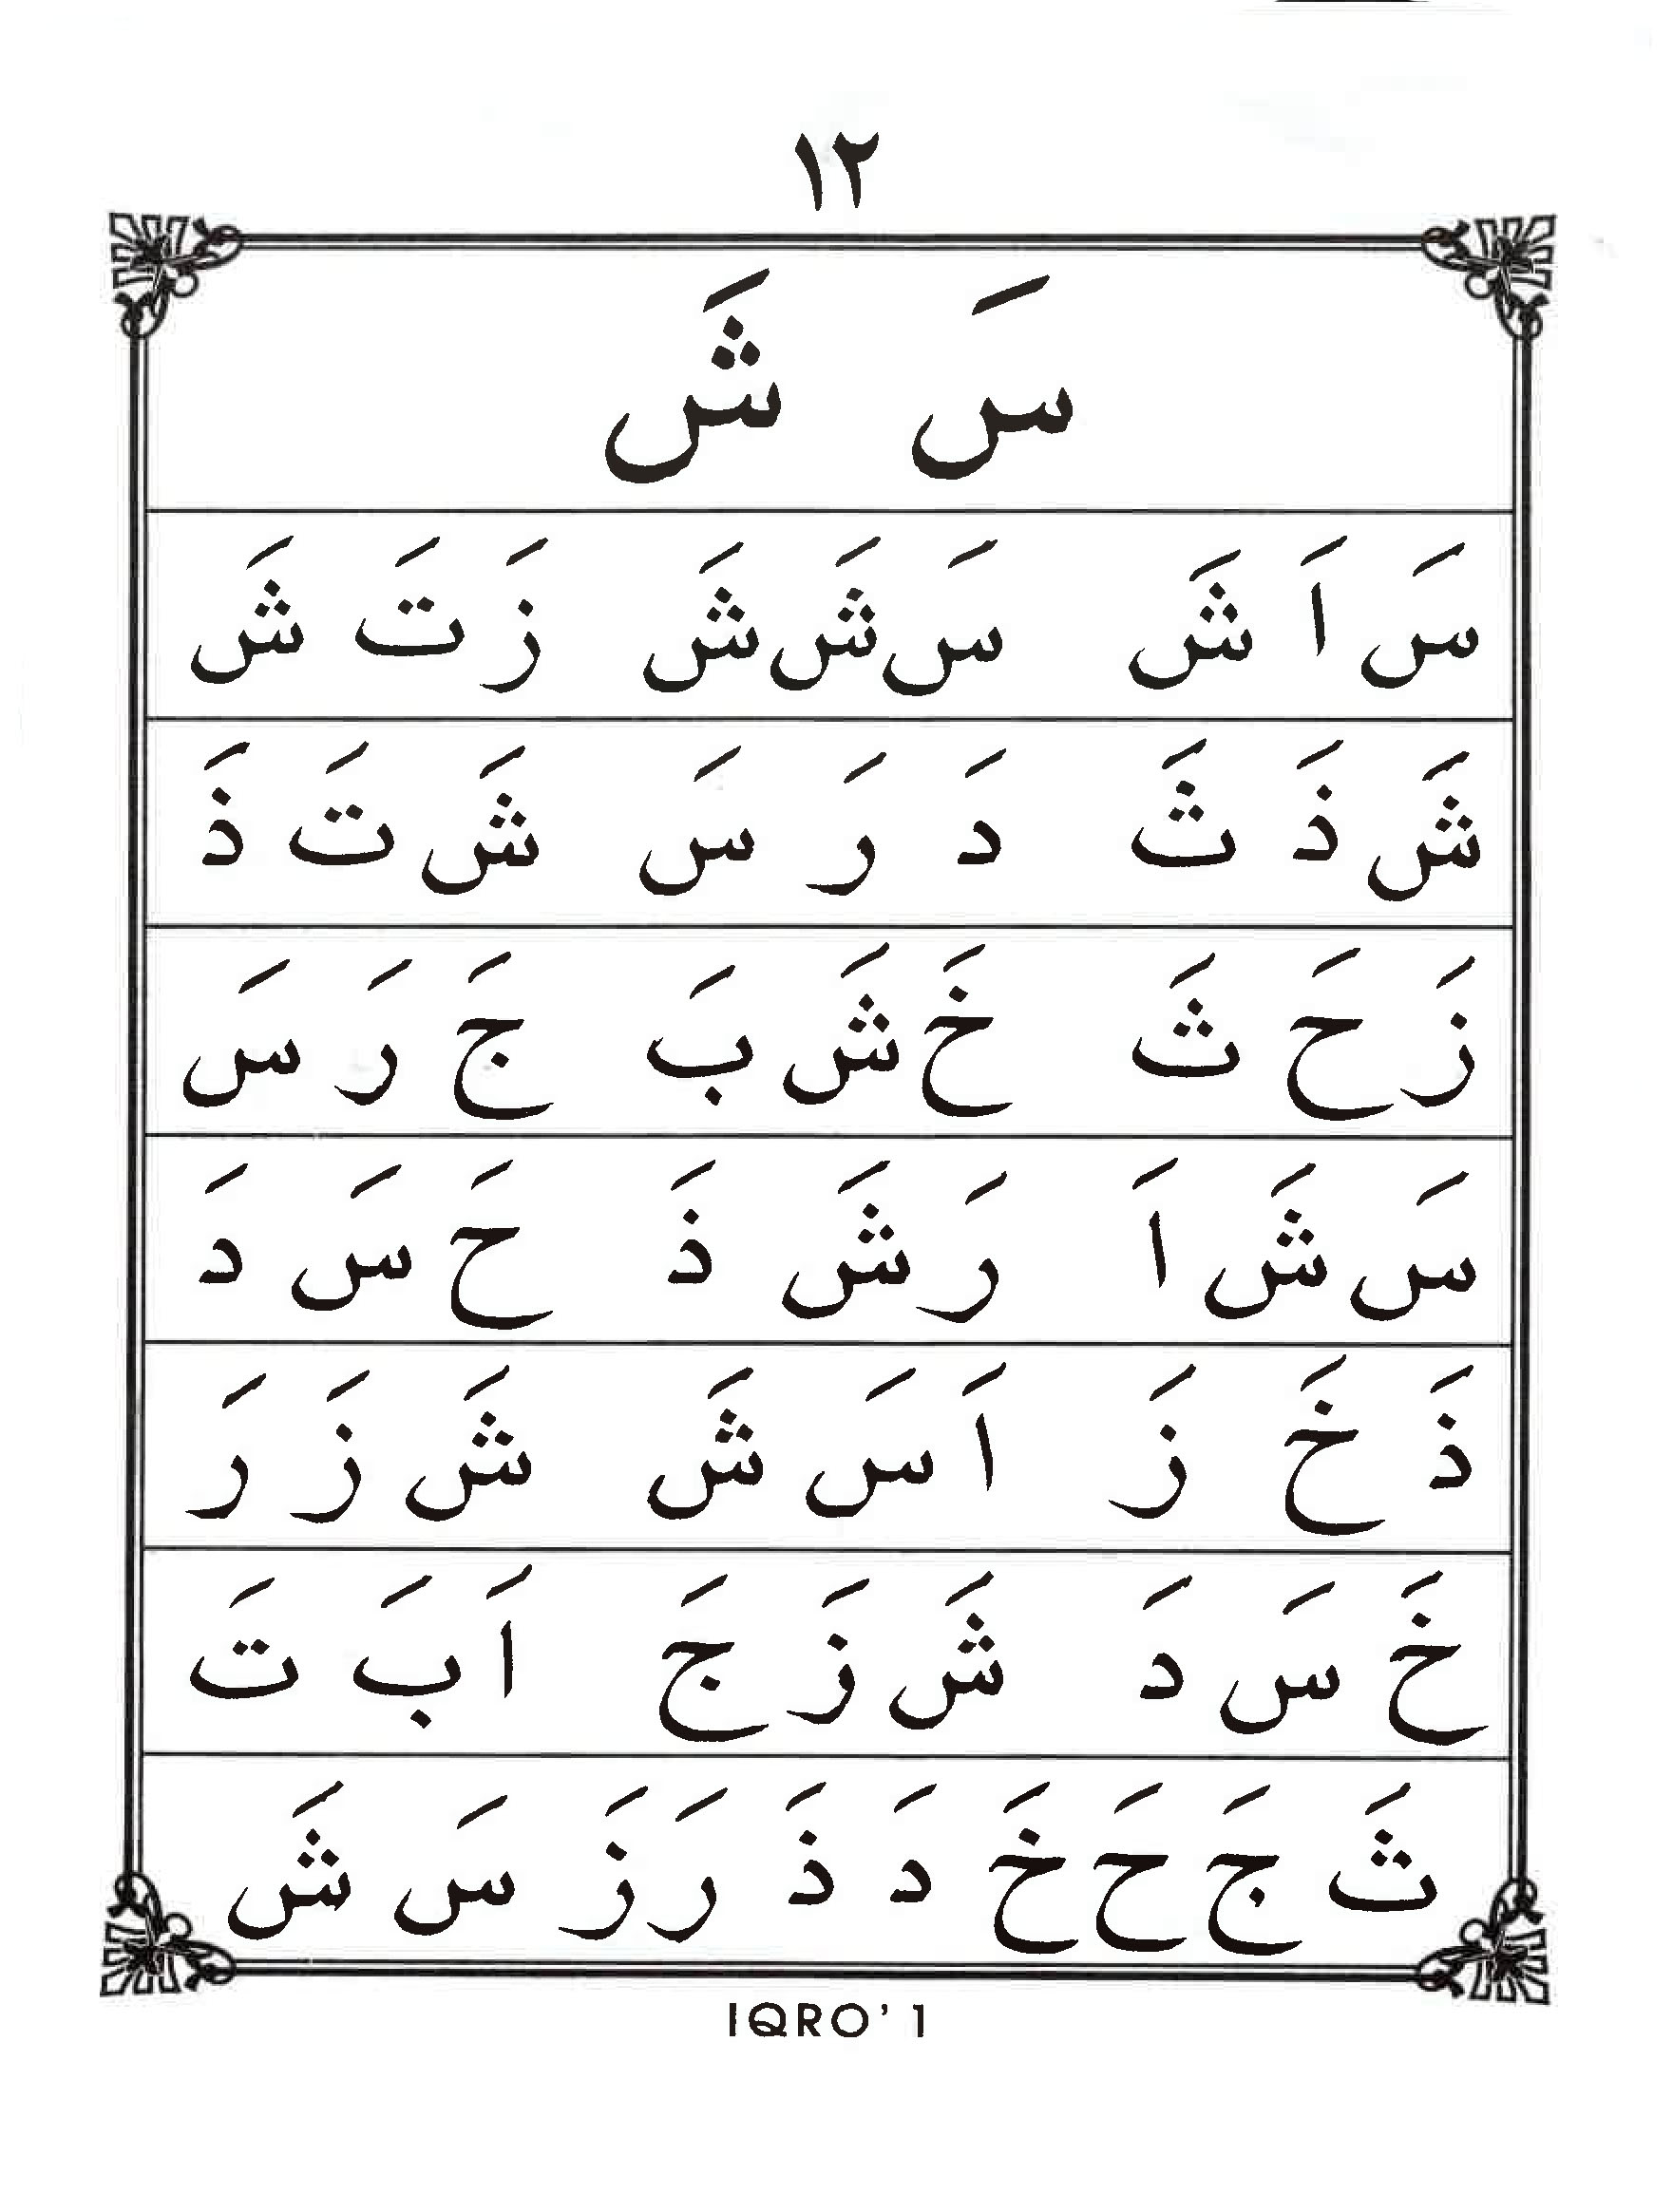 ١٢
سَ شَ
سَ اَ شَ سَ شَ شَ زَ تَ شَ
شَ ذَ ثَ دَ رَ سَ شَ تَ ذَ
زَ حَ ثَ خَ شَ بَ جَ رَ سَ
سَ شَ اَ رَ شَ ذَ حَ سَ دَ
ذَ خَ زَ اَ سَ شَ شَ زَ رَ
خَ سَ دَ شَ زَ جَ اَ بَ تَ
ثَ جَ حَ خَ دَ ذَ رَ زَ سَ شَ
IQRO' 1